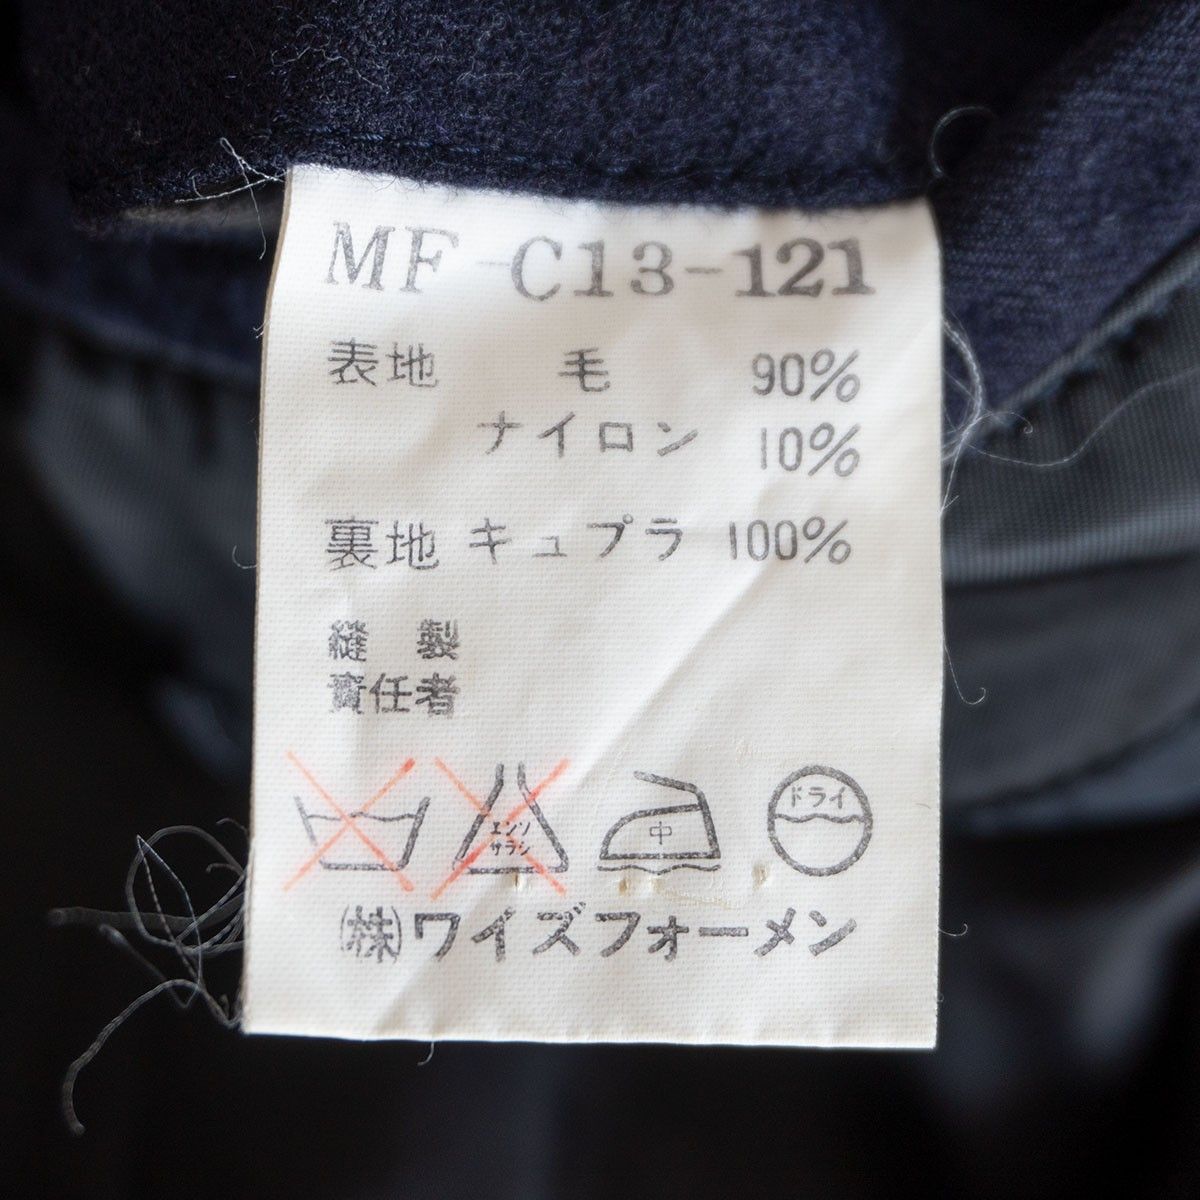 MF-C13-121
表地 毛 90%
ナイロン 10%
裏地 キュプラ 100%
縫 製
責任者
エンソ
サラシ
中
ドライ
㈱ワイズフォーメン